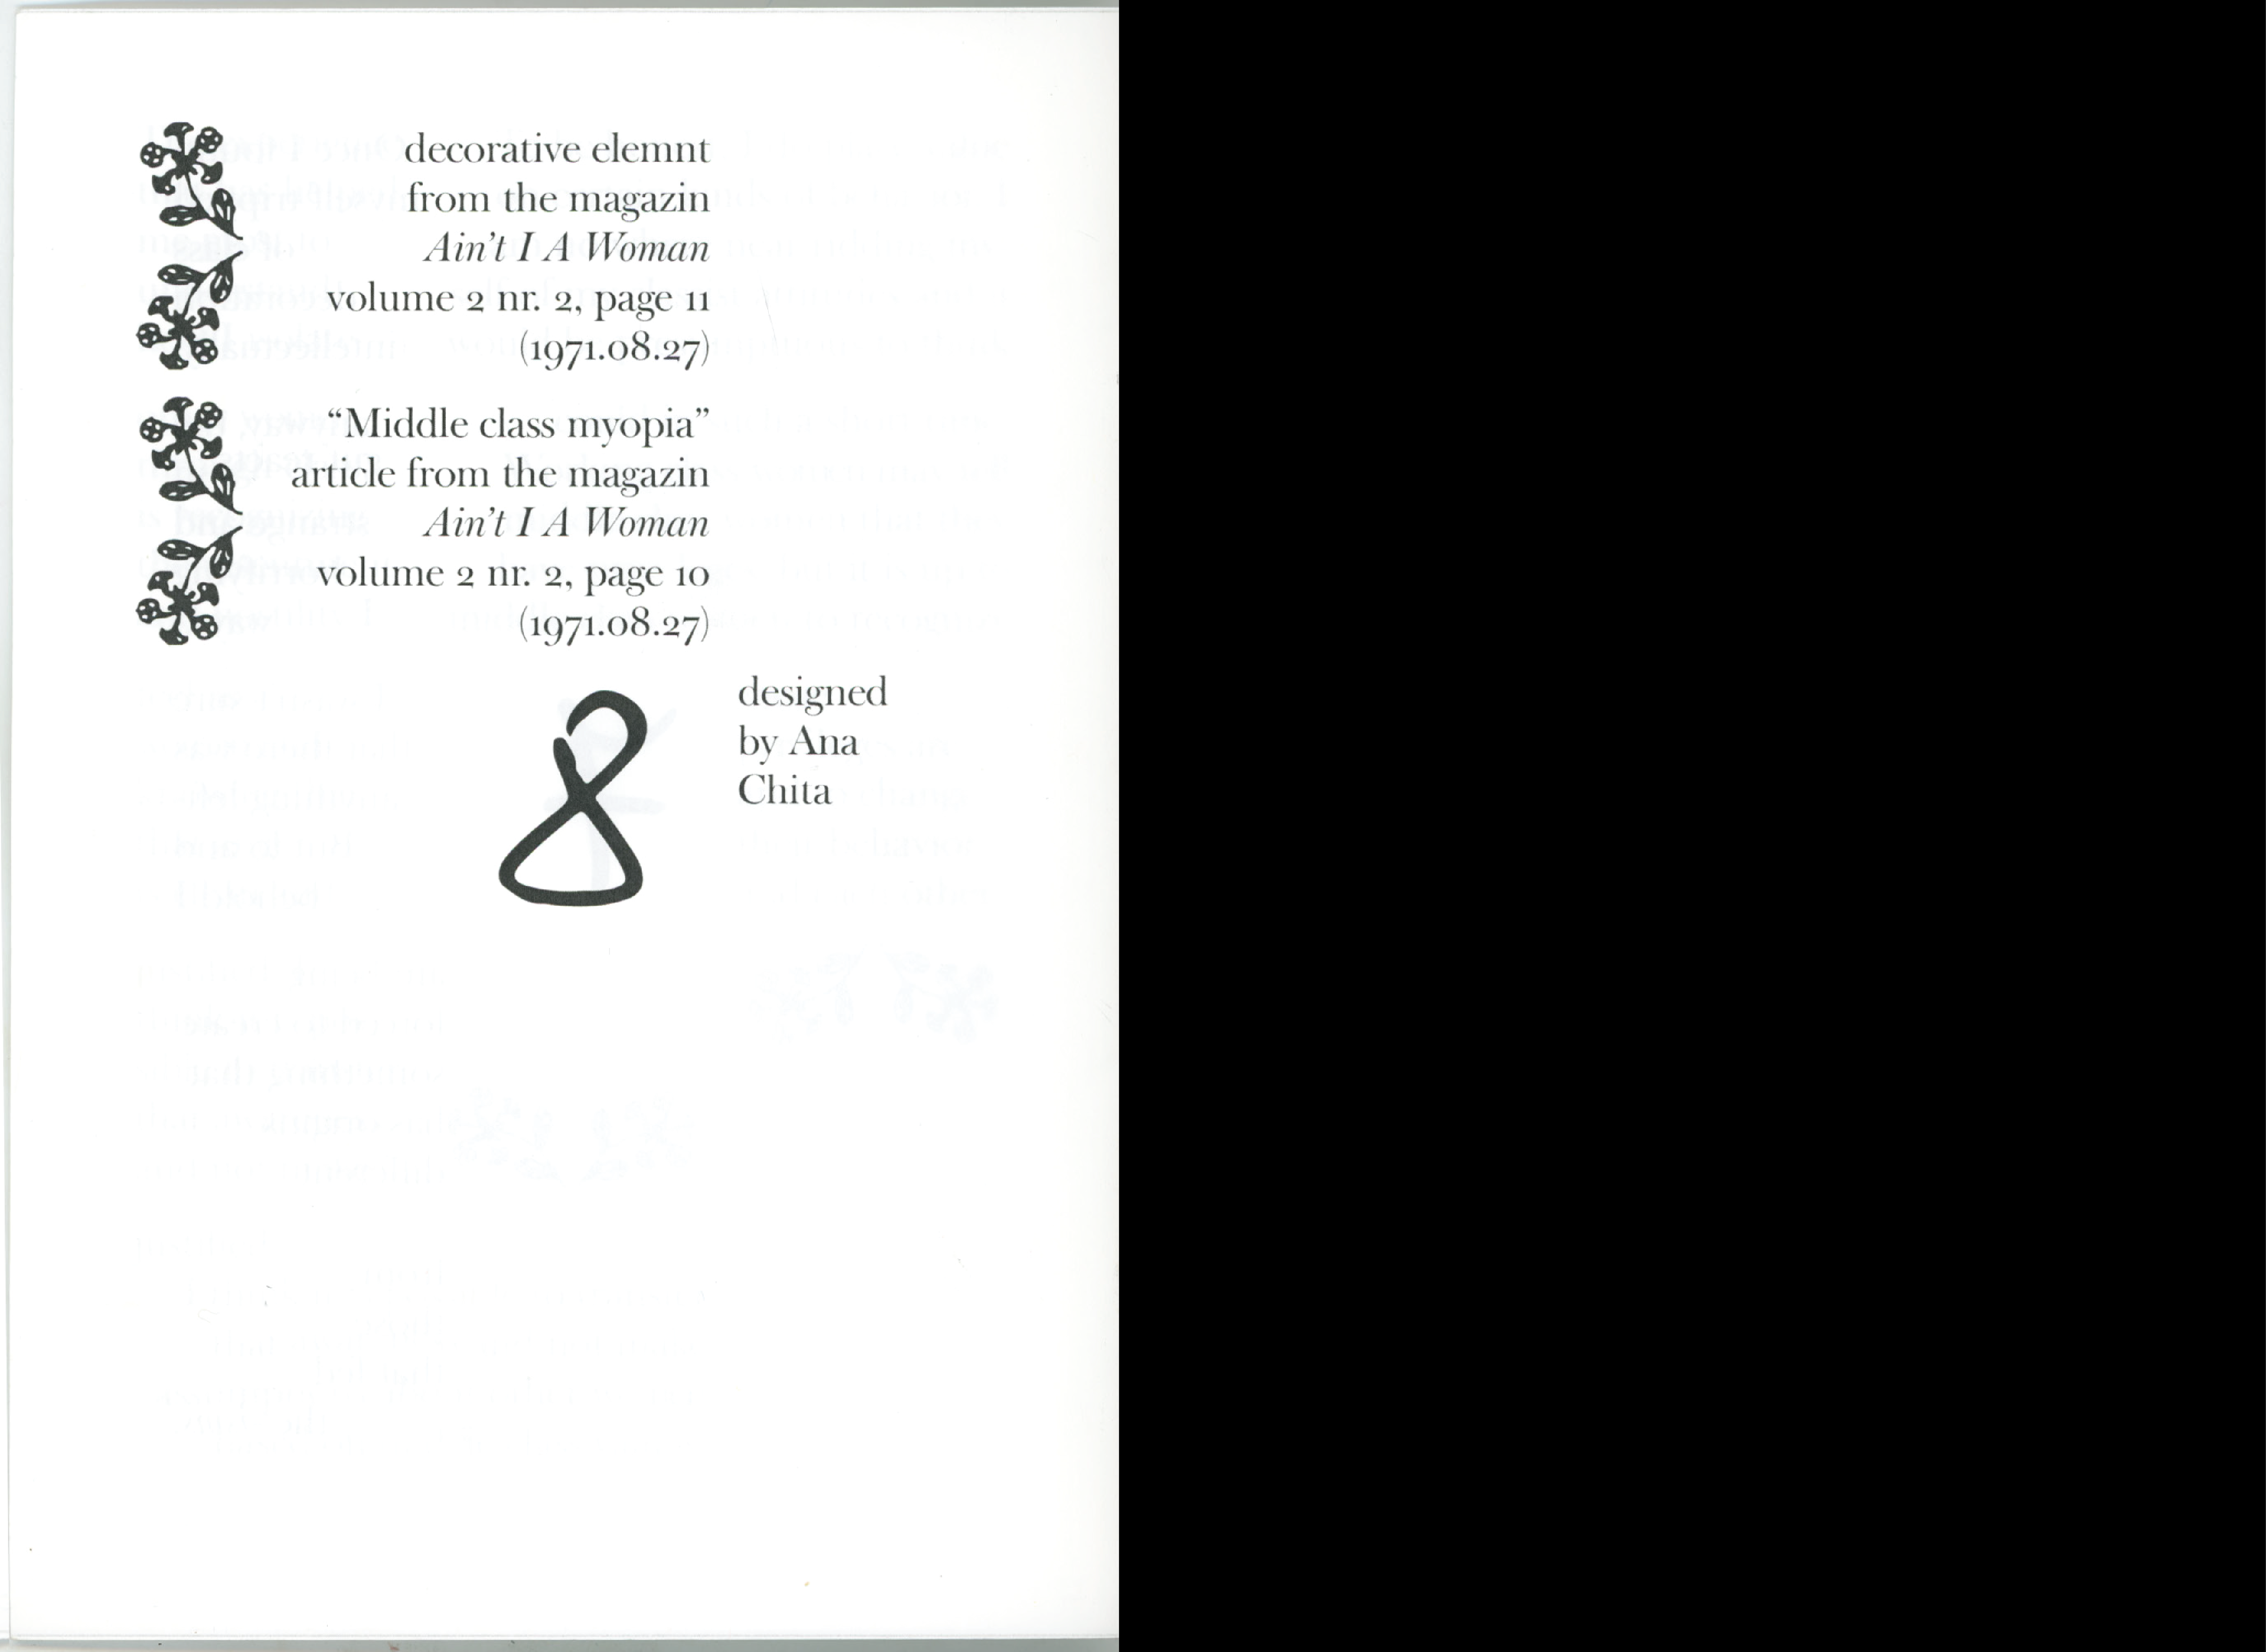 decorative elemnt
from the magazin
Ain't I A Woman
volume 2 nr. 2, page 11
(1971.08.27)
“Middle class myopia”
article from the magazin
Ain't I A Woman
volume 2 nr. 2, page 10
(1971.08.27)
&
designed
by Ana
Chita